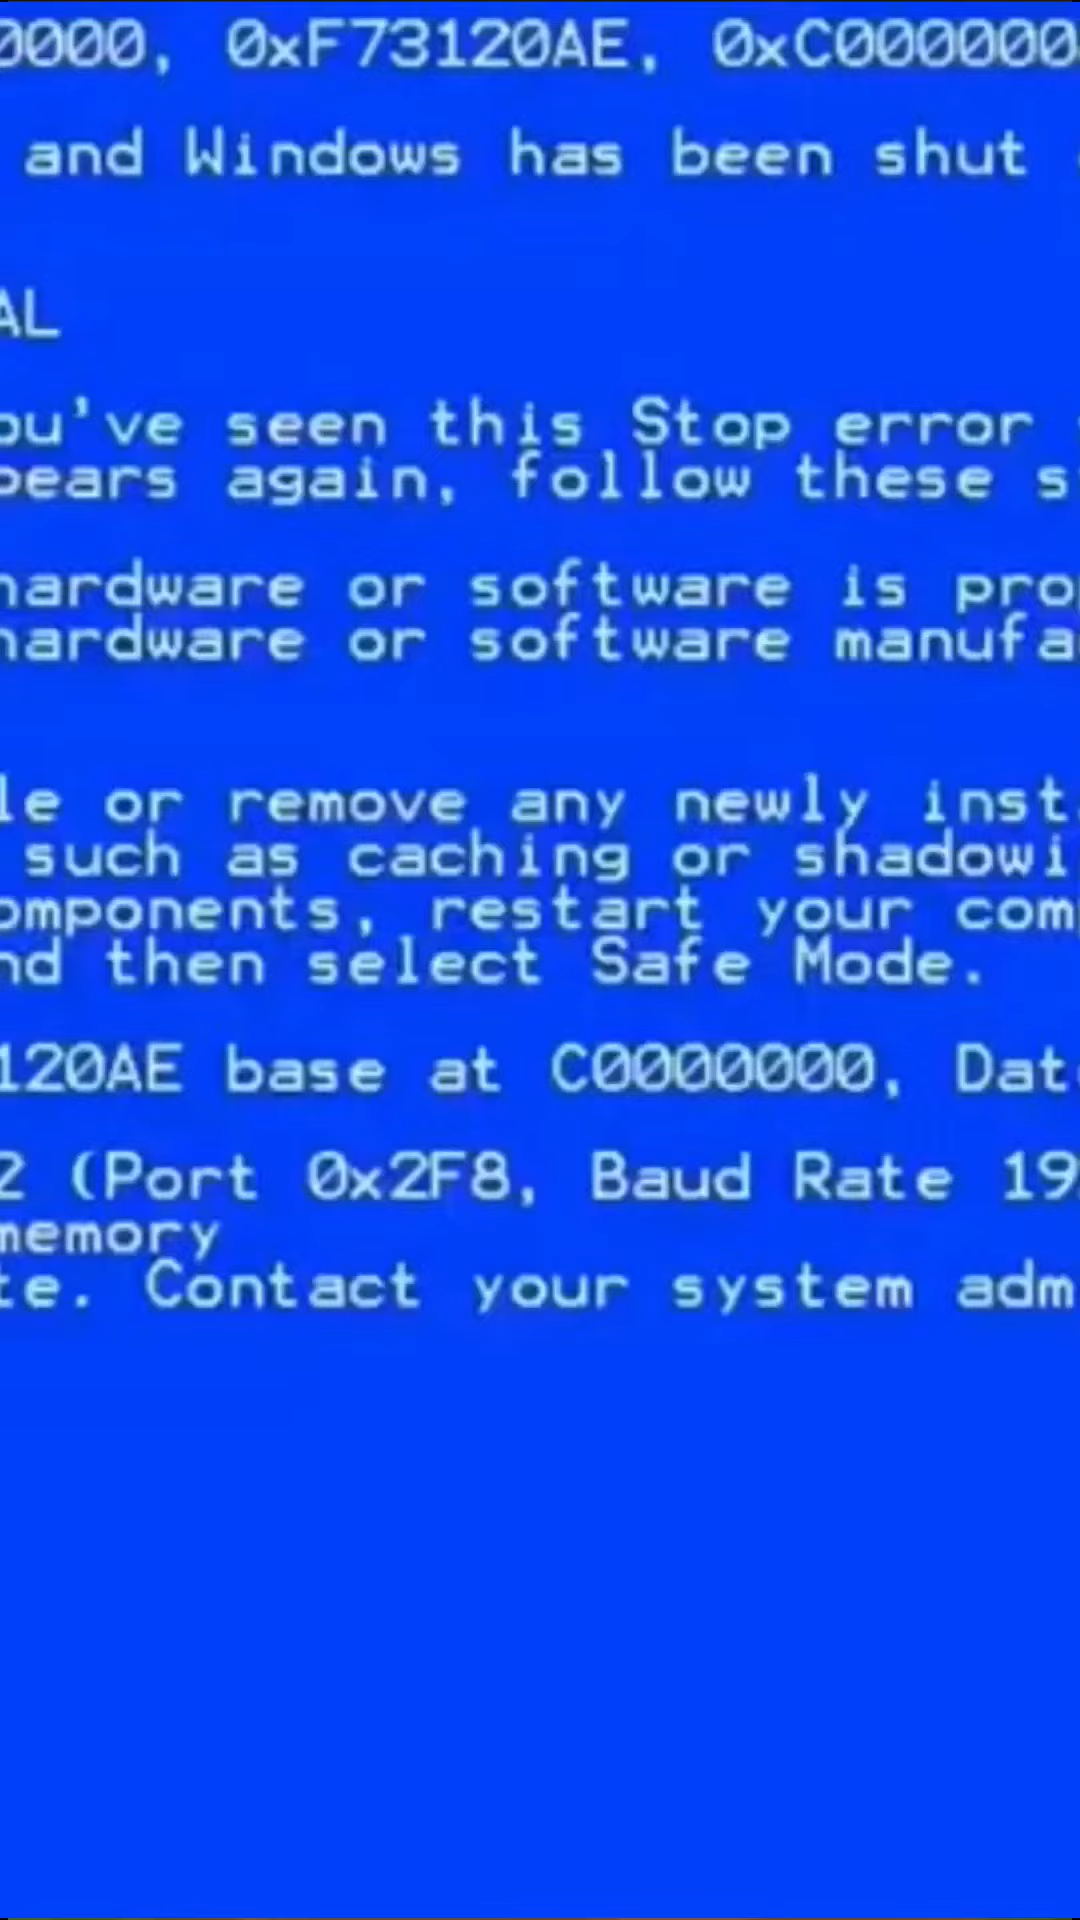 0000, 0xF73120AE, 0xC000000
and Windows has been shut
AL
ou've seen this Stop error
pears again, follow these s
hardware or software is prop
hardware or software manufa
le or remove any newly inst
such as caching or shadowi
omponents, restart your com
nd then select Safe Mode.
120AE base at C0000000, Dat
2 (Port 0x2F8, Baud Rate 19
memory
te. Contact your system adm